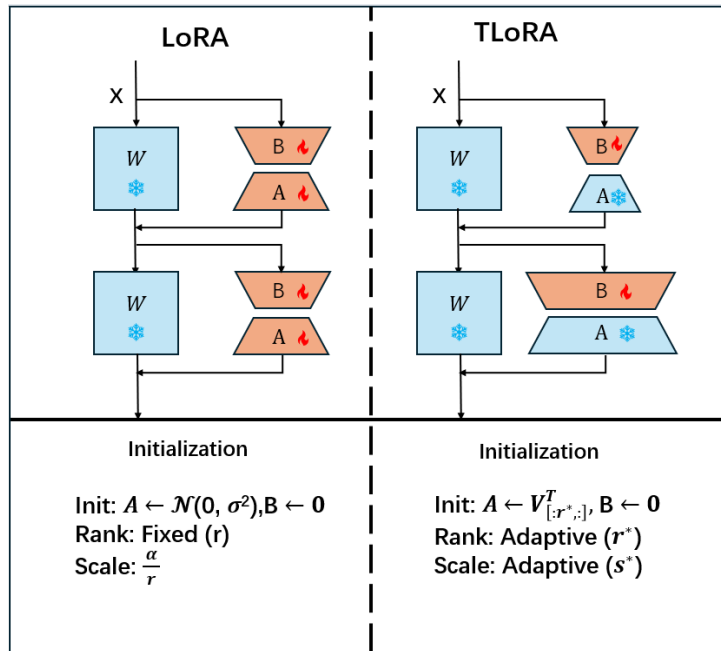 LoRA
X
W
B
A
W
B
A
Initialization
Init: A ← 𝒩(0, σ²),B ← 0
Rank: Fixed (r)
Scale: α/r
TLoRA
X
W
B
A
W
B
A
Initialization
Init: A ← V^T_[:r*,:], B ← 0
Rank: Adaptive (r*)
Scale: Adaptive (s*)